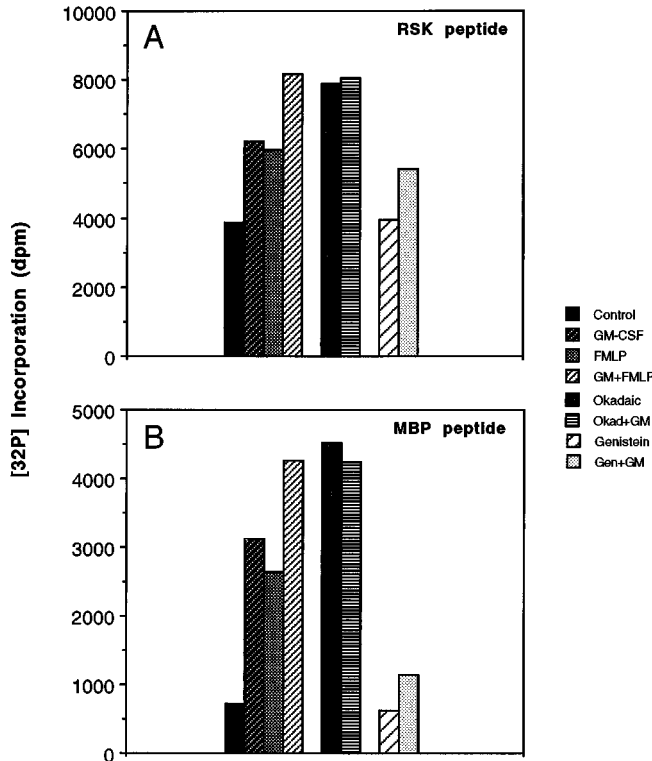 10000
A
RSK peptide
8000
6000
4000
2000
0
[32P] Incorporation (dpm)
5000
B
MBP peptide
4000
3000
2000
1000
0
Control
GM-CSF
FMLP
GM+FMLP
Okadaic
Okad+GM
Genistein
Gen+GM